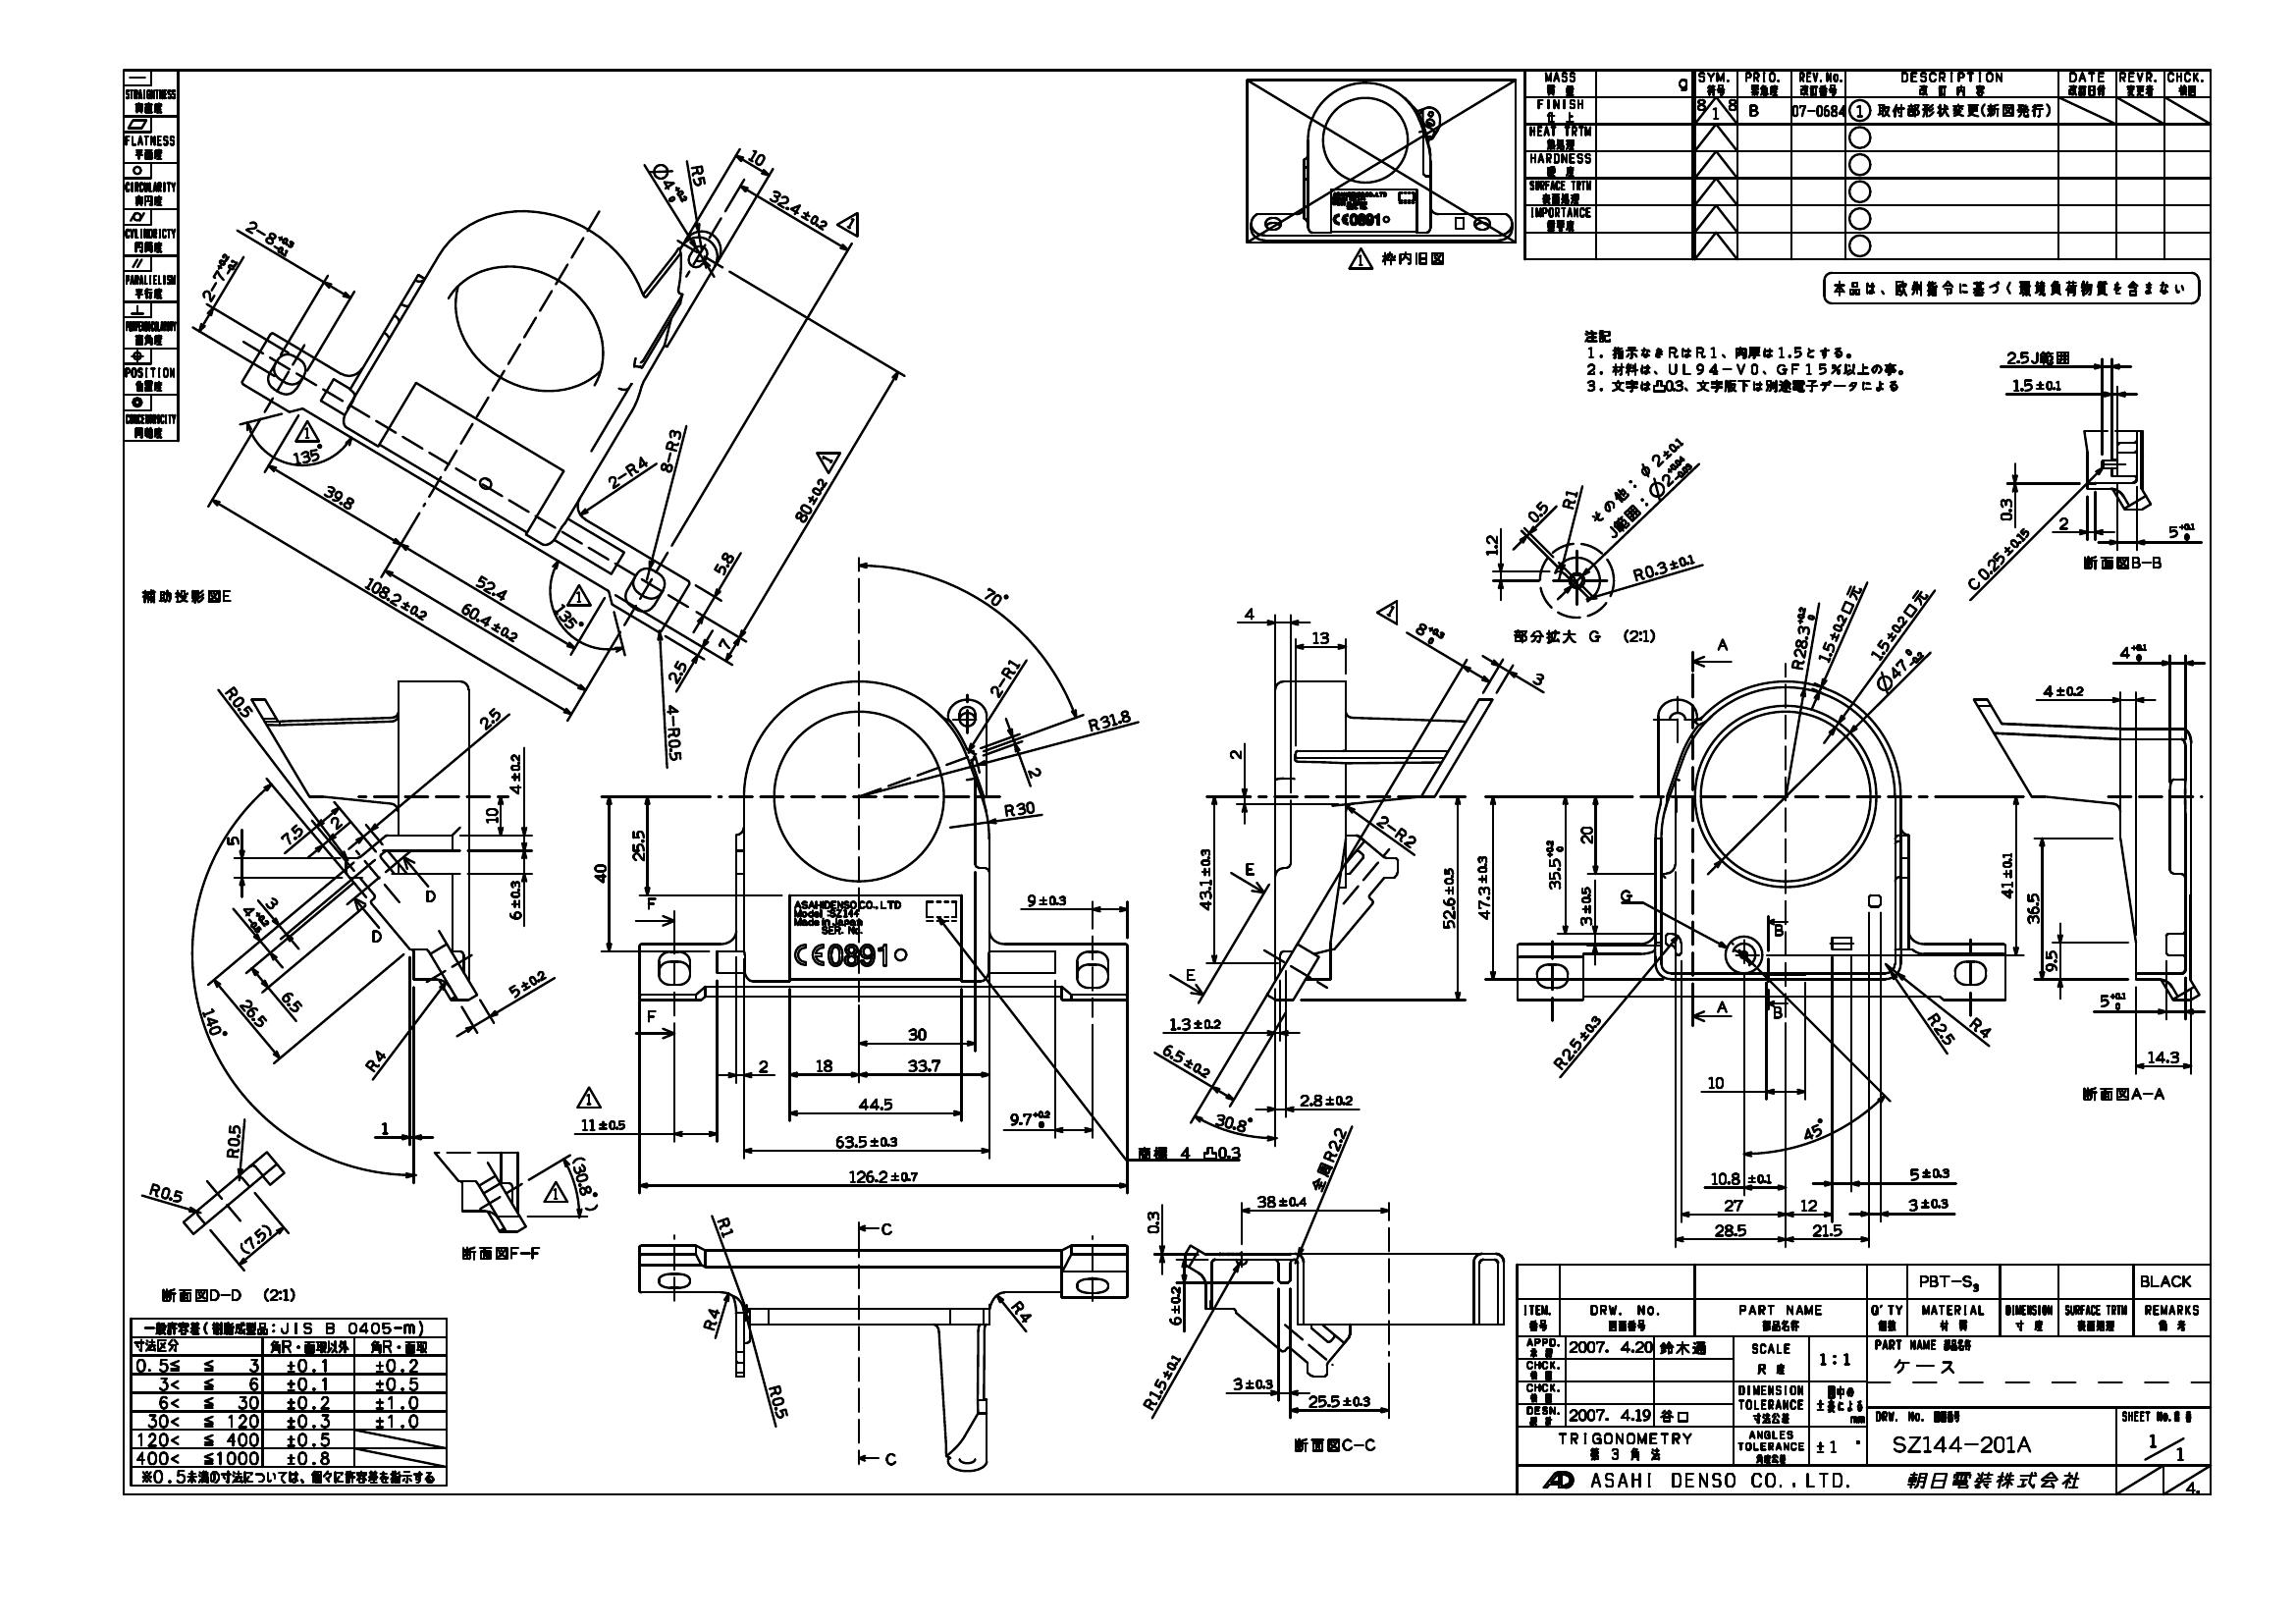 STRAIGHTNESS
真直度
FLATNESS
平面度
CIRCULARITY
真円度
CYLINDRICTY
円筒度
PARALLELISM
平行度
PERPENDICULARITY
直角度
POSITION
位置度
CONCENTRICITY
同軸度
MASS g
FINISH
仕上
HEAT TRTM
熱処理
HARDNESS
硬度
SURFACE TRTM
表面処理
IMPORTANCE
重要度
SYM. PRIO. REV.No. DESCRIPTION DATE REVR. CHCK.
符号 緊急度 改訂番号 改訂内容 改訂日付 変更者 検図
8 1 8 B 07-0684 1 取付部形状変更(新図発行)
1 枠内旧図
CE0891
本品は、欧州指令に基づく環境負荷物質を含まない
注記
1. 指示なきRはR1、肉厚は1.5とする。
2. 材料は、UL94-V0、GF15%以上の事。
3. 文字は凸0.3、文字版下は別途電子データによる
2-8 +0.3 -0.1
2-7 +0.2 -0.1
φ4 +0.2 0
R5
10
32.4±0.2
1
135°
1
39.8
108.2±0.2
52.4
60.4±0.2
2-R4
8-R3
80±0.2
1
5.8
7
2.5
4-R0.5
135°
1
補助投影図E
1.2
0.5
R1
その他: φ2±0.1
J範囲: φ2 +0.04 -0.03
R0.3±0.1
部分拡大 G (2:1)
2.5J範囲
1.5±0.1
0.3
2
5 +0.1 0
C0.25±0.15
断面図B-B
R0.5
2.5
4±0.2
10
6±0.3
7.5
2
5
3
4
D
D
6.5
26.5
140°
5±0.2
R4
1
R0.5
R0.5
(7.5)
断面図D-D (2:1)
(30.8°)
1
断面図F-F
70°
2-R1
R31.8
2
R30
40
25.5
9±0.3
F
F
ASAHIDENSO CO., LTD
Model :SZ144
Made in Japan
SER. No.
CE0891
30
2
18
33.7
44.5
1
11±0.5
9.7 +0.2 0
63.5±0.3
126.2±0.7
商標 4 凸0.3
4
13
1
8 +0.3 0
3
2
2-R2
43.1±0.3
52.6±0.5
E
E
1.3±0.2
6.5±0.2
2.8±0.2
30.8°
A
R28.3 +0.2 0
1.5±0.2口元
1.5±0.2口元
φ47 0 -0.2
47.3±0.3
35.5 +0.2 0
20
3±0.5
41±0.1
G
B
B
A
R2.5±0.3
R2.5
R4
10
45°
10.8±0.1
5±0.3
27
12
3±0.3
28.5
21.5
4 +0.1 0
4±0.2
36.5
9.5
5 +0.1 0
14.3
断面図A-A
R1
C
R4
R4
R0.5
C
0.3
38±0.4
全周R2.2
6±0.2
R1.5±0.1
3±0.3
25.5±0.3
断面図C-C
一般許容差(樹脂成型品:JIS B 0405-m)
寸法区分 角R・面取以外 角R・面取
0.5≦ ≦ 3 ±0.1 ±0.2
3< ≦ 6 ±0.1 ±0.5
6< ≦ 30 ±0.2 ±1.0
30< ≦ 120 ±0.3 ±1.0
120< ≦ 400 ±0.5
400< ≦1000 ±0.8
※0.5未満の寸法については、個々に許容差を指示する
PBT-S3 BLACK
ITEM. DRW. No. PART NAME Q'TY MATERIAL DIMENSION SURFACE TRTM REMARKS
番号 図面番号 部品名称 個数 材質 寸度 表面処理 備考
APPD. 2007. 4.20 鈴木通
CHCK.
CHCK.
DESN. 2007. 4.19 谷口
SCALE
尺度
1:1
DIMENSION
TOLERANCE
寸法公差
mm
ANGLES
TOLERANCE
角度公差
±1°
TRIGONOMETRY
第3角法
PART NAME 部品名称
ケース
DRW. No. 図面番号
SZ144-201A
SHEET No.
1/1
AD ASAHI DENSO CO.,LTD. 朝日電装株式会社
4.